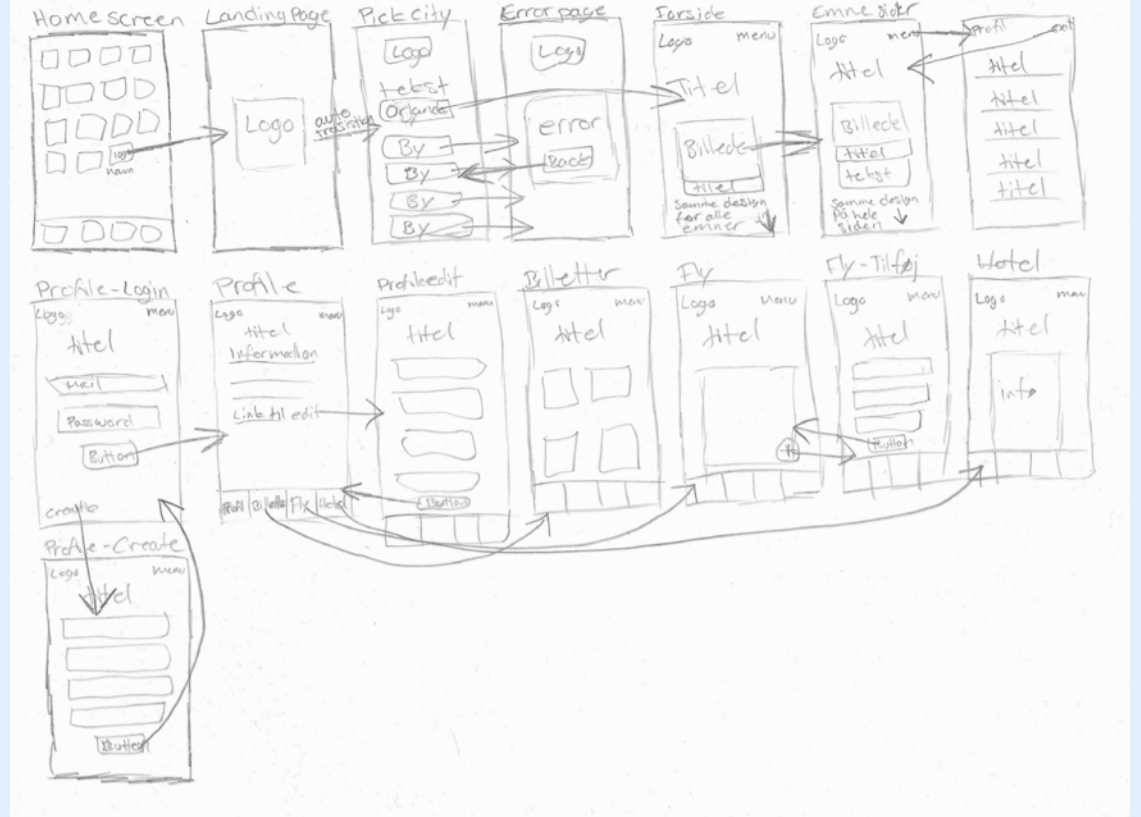 Home screen
logo
navn
Landing Page
Logo
auto
Pick City
Logo
tekst
Orlando
By
By
By
By
Error page
Logo
error
Back
Forside
Logo menu
Titel
Billede
titel
Samme design
for alle
emner
Emne sider
Logo menu
titel
Billede
titel
tekst
Samme design
på hele
siden
Profil exit
titel
titel
titel
titel
titel
Profile-Login
Logo menu
titel
Mail
Password
Button
create
Profile
Logo menu
titel
Information
Link til edit
Profil Billetter Fly Hotel
Profile edit
Logo menu
titel
Button
Billetter
Logo menu
titel
Fly
Logo Menu
titel
+
Fly-Tilføj
Logo menu
titel
Button
Hotel
Logo menu
titel
info
Profile-Create
Logo Menu
titel
Button